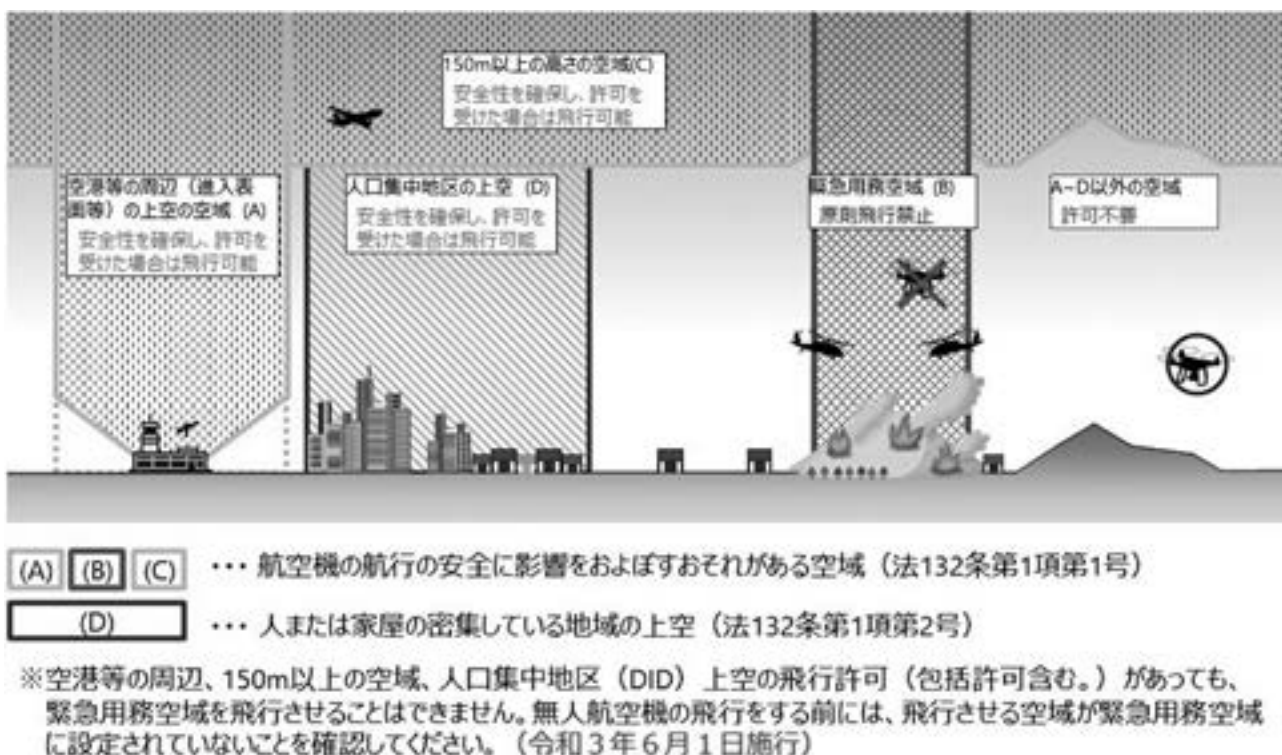 150m以上の高さの空域(C)
安全性を確保し、許可を
受けた場合は飛行可能
空港等の周辺（進入表
面等）の上空の空域 (A)
安全性を確保し、許可を
受けた場合は飛行可能
人口集中地区の上空 (D)
安全性を確保し、許可を
受けた場合は飛行可能
緊急用務空域 (B)
原則飛行禁止
A~D以外の空域
許可不要
(A) (B) (C) ･･･ 航空機の航行の安全に影響をおよぼすおそれがある空域（法132条第1項第1号）
(D) ･･･ 人または家屋の密集している地域の上空（法132条第1項第2号）
※空港等の周辺、150m以上の空域、人口集中地区（DID）上空の飛行許可（包括許可含む。）があっても、
緊急用務空域を飛行させることはできません。無人航空機の飛行をする前には、飛行させる空域が緊急用務空域
に設定されていないことを確認してください。（令和３年６月１日施行）